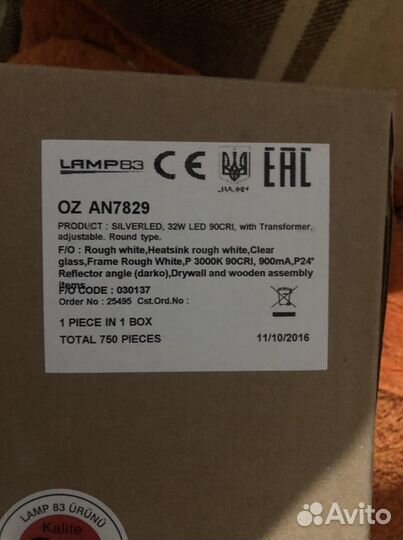 LAMP83 CE EAC
OZ AN7829
PRODUCT : SILVERLED, 32W LED 90CRI, with Transformer,
adjustable. Round type.
F/O : Rough white,Heatsink rough white,Clear
glass,Frame Rough White,P 3000K 90CRI, 900mA,P24°
Reflector angle (darko),Drywall and wooden assembly
items
F/O CODE : 030137
Order No : 25495 Cst.Ord.No :
1 PIECE IN 1 BOX
TOTAL 750 PIECES 11/10/2016
LAMP 83 ÜRÜNÜ
Kalite
Avito